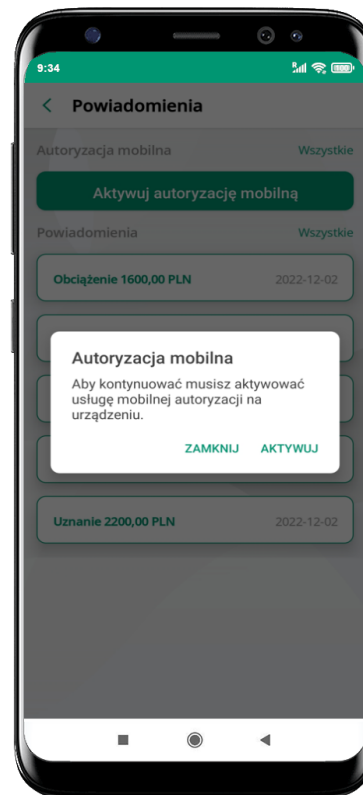 9:34
100
Powiadomienia
Autoryzacja mobilna Wszystkie
Aktywuj autoryzację mobilną
Powiadomienia Wszystkie
Obciążenie 1600,00 PLN 2022-12-02
Autoryzacja mobilna
Aby kontynuować musisz aktywować
usługę mobilnej autoryzacji na
urządzeniu.
ZAMKNIJ AKTYWUJ
Uznanie 2200,00 PLN 2022-12-02